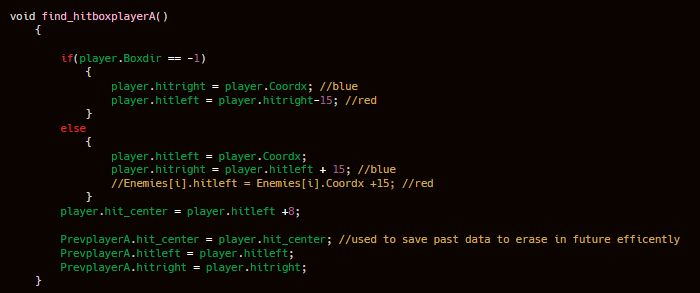 void find_hitboxplayerA()
{
if(player.Boxdir == -1)
{
player.hitright = player.Coordx; //blue
player.hitleft = player.hitright-15; //red
}
else
{
player.hitleft = player.Coordx;
player.hitright = player.hitleft + 15; //blue
//Enemies[i].hitleft = Enemies[i].Coordx +15; //red
}
player.hit_center = player.hitleft +8;
PrevplayerA.hit_center = player.hit_center; //used to save past data to erase in future efficently
PrevplayerA.hitleft = player.hitleft;
PrevplayerA.hitright = player.hitright;
}